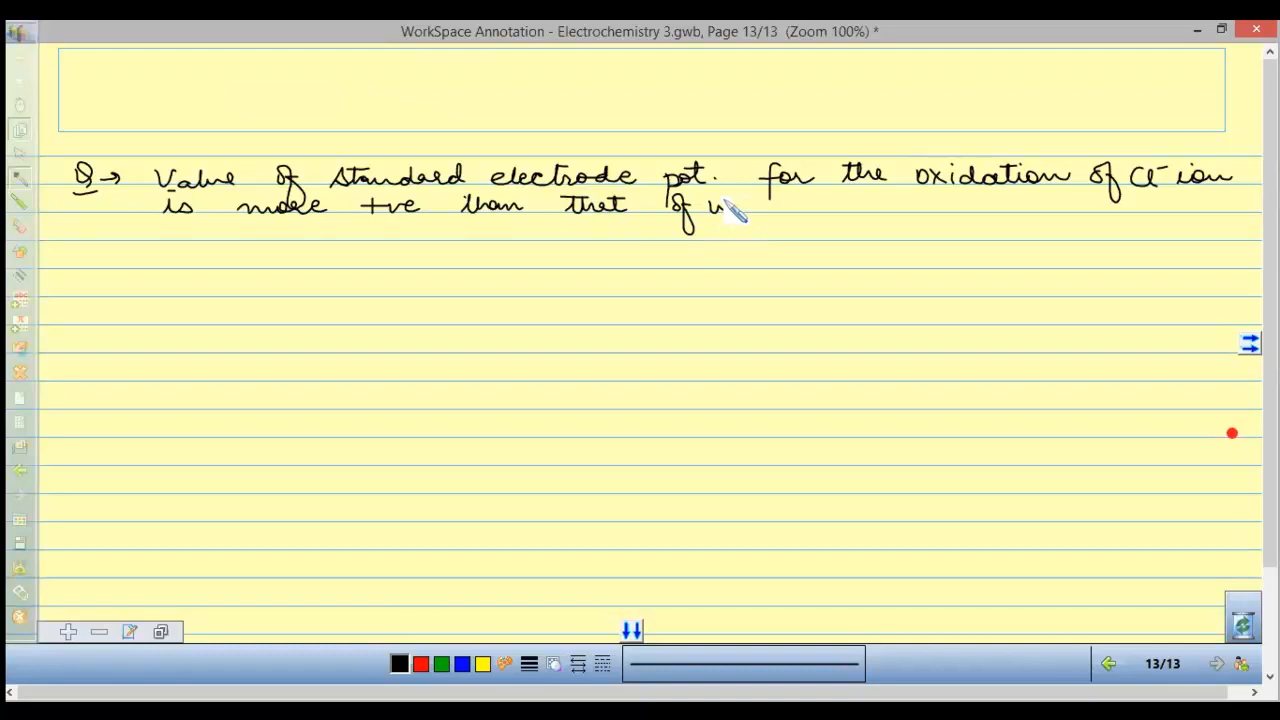 WorkSpace Annotation - Electrochemistry 3.gwb, Page 13/13 (Zoom 100%) *
Q → Value of standard electrode pot. for the oxidation of Cl⁻ ion
is more +ve than that of
13/13